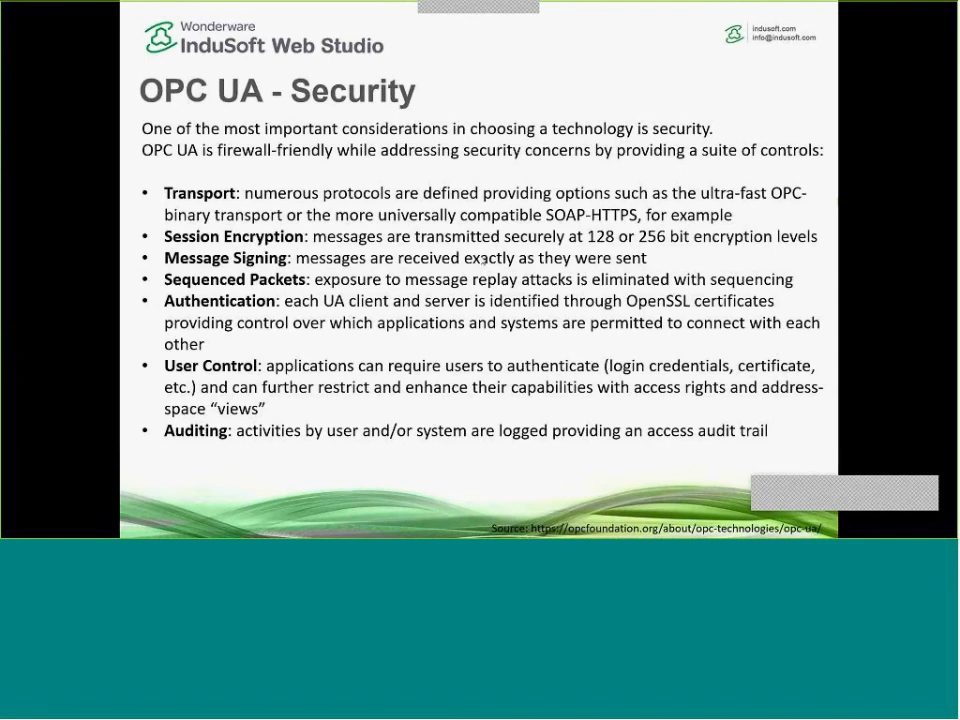 Wonderware
InduSoft Web Studio
indusoft.com
info@indusoft.com
OPC UA - Security
One of the most important considerations in choosing a technology is security.
OPC UA is firewall-friendly while addressing security concerns by providing a suite of controls:
• Transport: numerous protocols are defined providing options such as the ultra-fast OPC-
binary transport or the more universally compatible SOAP-HTTPS, for example
• Session Encryption: messages are transmitted securely at 128 or 256 bit encryption levels
• Message Signing: messages are received exactly as they were sent
• Sequenced Packets: exposure to message replay attacks is eliminated with sequencing
• Authentication: each UA client and server is identified through OpenSSL certificates
providing control over which applications and systems are permitted to connect with each
other
• User Control: applications can require users to authenticate (login credentials, certificate,
etc.) and can further restrict and enhance their capabilities with access rights and address-
space “views”
• Auditing: activities by user and/or system are logged providing an access audit trail
Source: https://opcfoundation.org/about/opc-technologies/opc-ua/